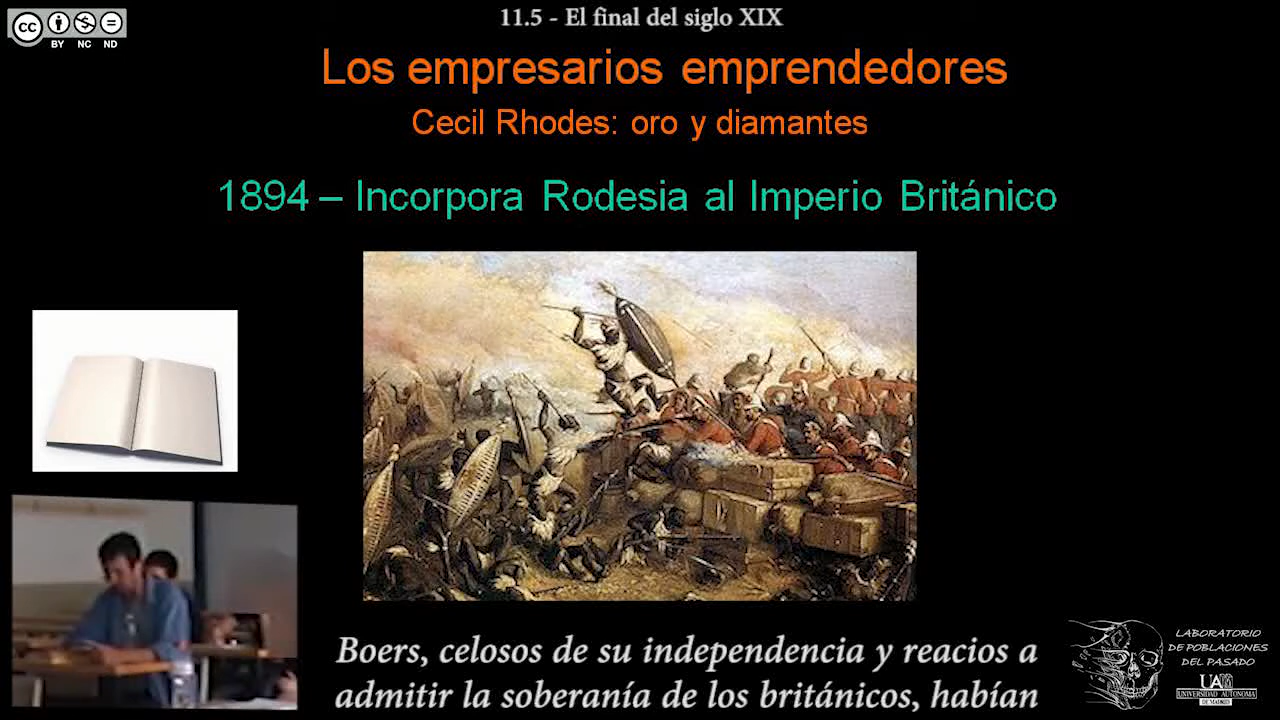 11.5 - El final del siglo XIX
cc
BY NC ND
Los empresarios emprendedores
Cecil Rhodes: oro y diamantes
1894 – Incorpora Rodesia al Imperio Británico
Boers, celosos de su independencia y reacios a
admitir la soberanía de los británicos, habían
LABORATORIO
DE POBLACIONES
DEL PASADO
UAM
UNIVERSIDAD AUTONOMA
DE MADRID